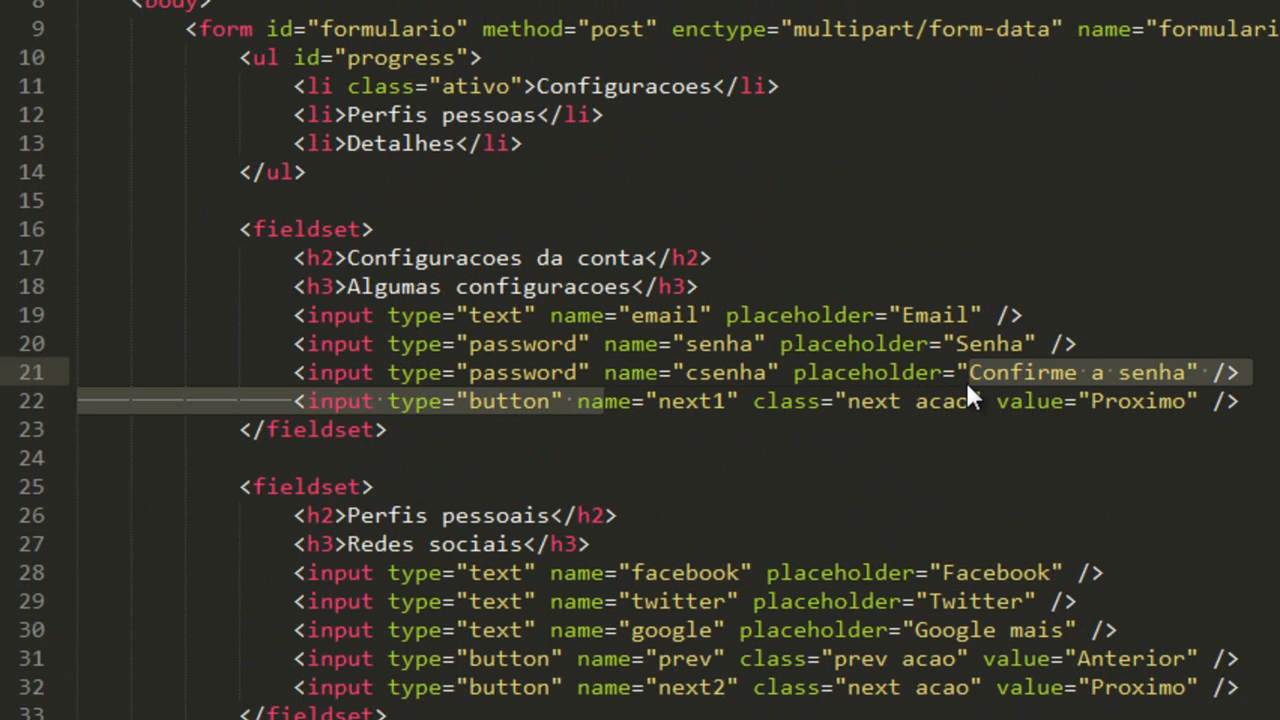 8 <body>
9 <form id="formulario" method="post" enctype="multipart/form-data" name="formulari
10 <ul id="progress">
11 <li class="ativo">Configuracoes</li>
12 <li>Perfis pessoas</li>
13 <li>Detalhes</li>
14 </ul>
15
16 <fieldset>
17 <h2>Configuracoes da conta</h2>
18 <h3>Algumas configuracoes</h3>
19 <input type="text" name="email" placeholder="Email" />
20 <input type="password" name="senha" placeholder="Senha" />
21 <input type="password" name="csenha" placeholder="Confirme a senha" />
22 <input type="button" name="next1" class="next acao" value="Proximo" />
23 </fieldset>
24
25 <fieldset>
26 <h2>Perfis pessoais</h2>
27 <h3>Redes sociais</h3>
28 <input type="text" name="facebook" placeholder="Facebook" />
29 <input type="text" name="twitter" placeholder="Twitter" />
30 <input type="text" name="google" placeholder="Google mais" />
31 <input type="button" name="prev" class="prev acao" value="Anterior" />
32 <input type="button" name="next2" class="next acao" value="Proximo" />
33 </fieldset>